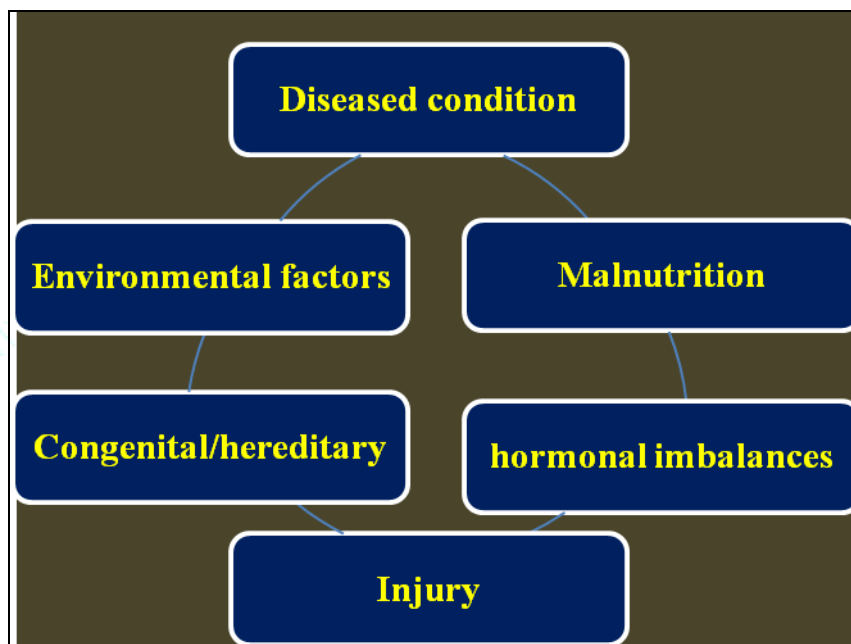 Diseased condition
Environmental factors
Malnutrition
Congenital/hereditary
hormonal imbalances
Injury